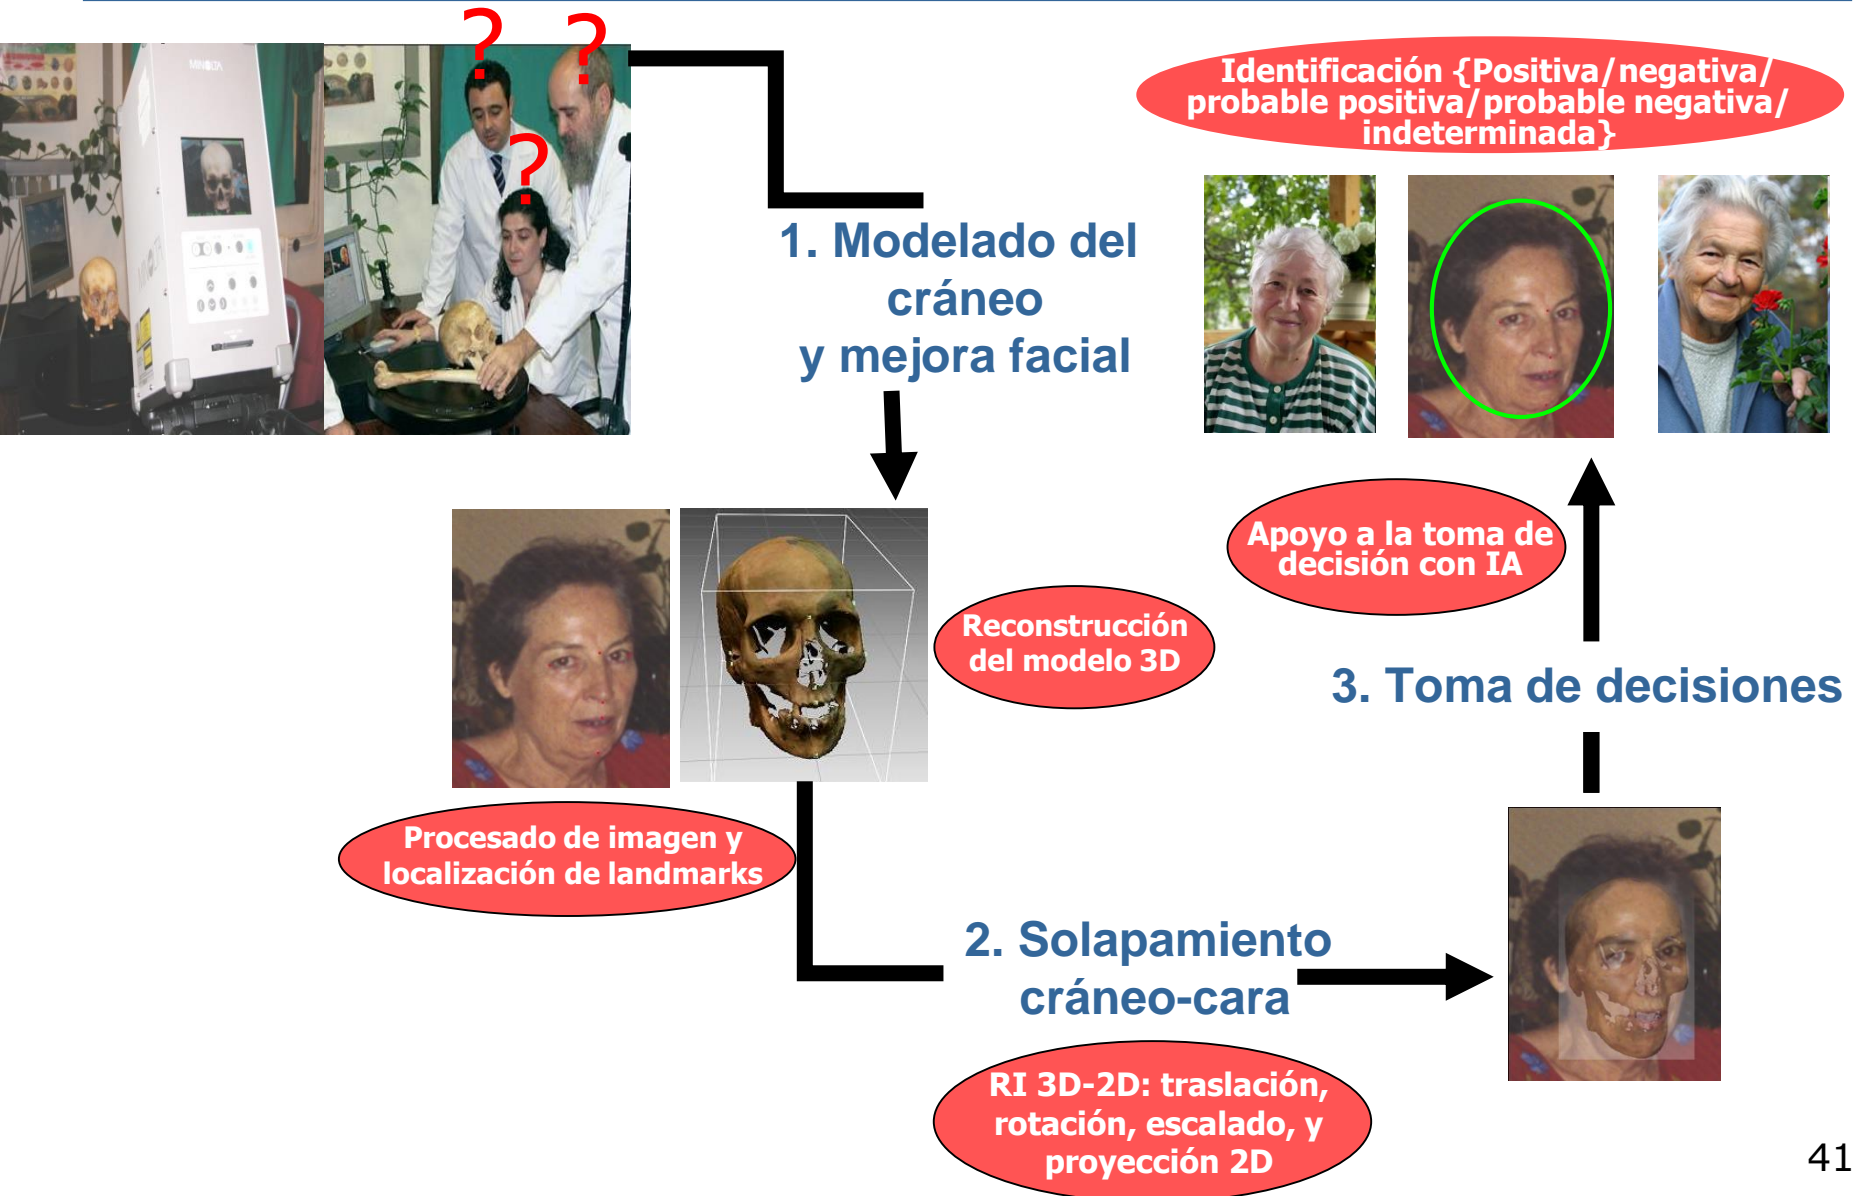 ?
?
?
MINOLTA
Identificación {Positiva/negativa/
probable positiva/probable negativa/
indeterminada}
1. Modelado del
cráneo
y mejora facial
Reconstrucción
del modelo 3D
Procesado de imagen y
localización de landmarks
2. Solapamiento
cráneo-cara
RI 3D-2D: traslación,
rotación, escalado, y
proyección 2D
3. Toma de decisiones
Apoyo a la toma de
decisión con IA
41